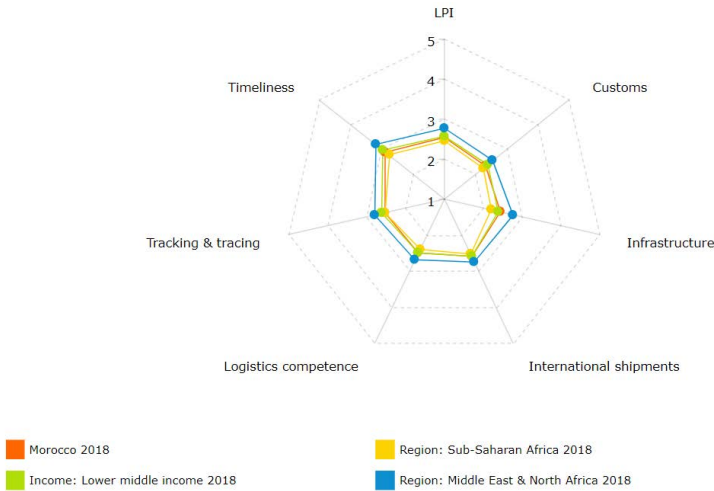 LPI
5
Timeliness
Customs
4
3
2
1
Tracking & tracing
Infrastructure
Logistics competence
International shipments
Morocco 2018
Region: Sub-Saharan Africa 2018
Income: Lower middle income 2018
Region: Middle East & North Africa 2018